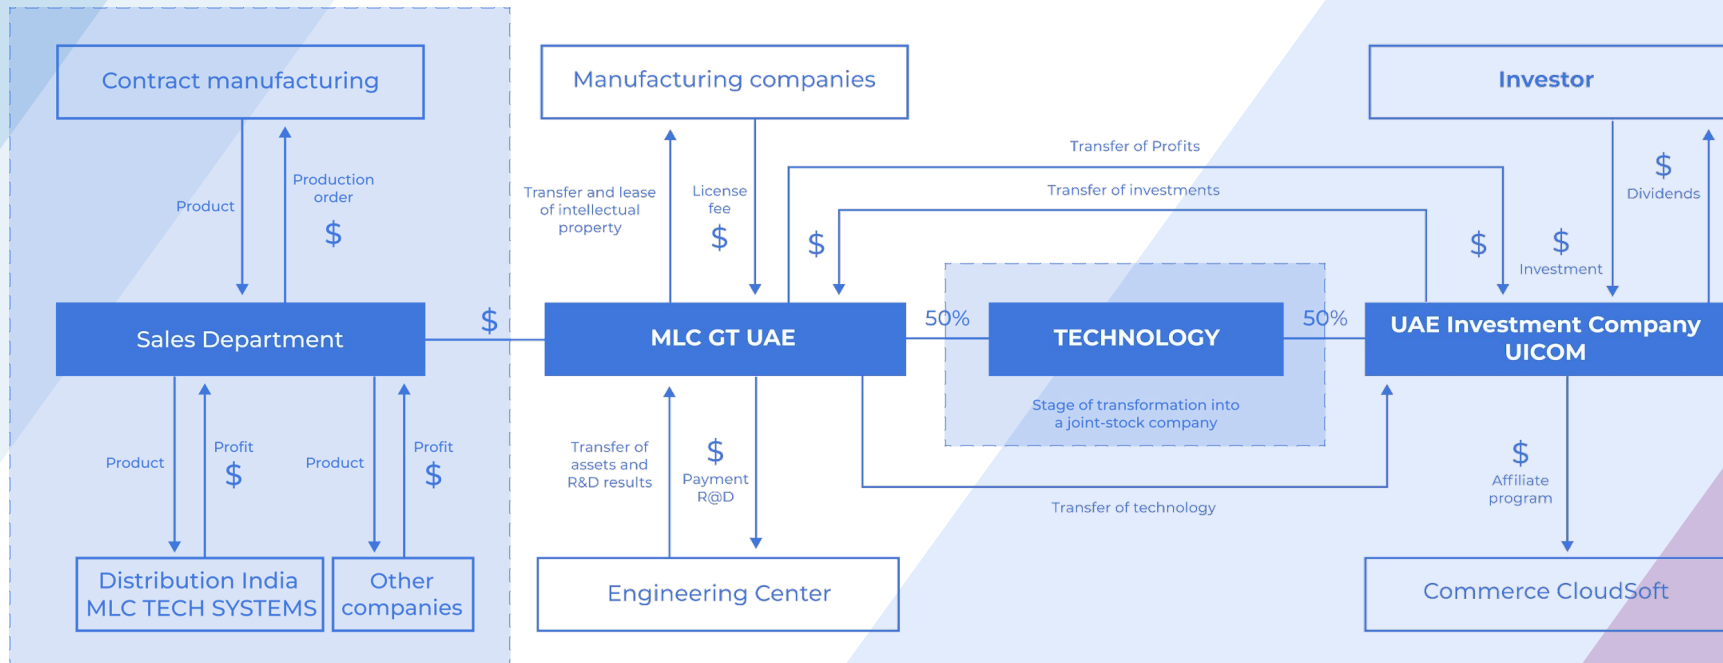 Contract manufacturing
Manufacturing companies
Investor
Transfer of Profits
Production
order
$
Product
Transfer and lease
of intellectual
property
License
fee
$
$
Transfer of investments
$
$
Investment
$
Dividends
Sales Department
$
MLC GT UAE
50%
TECHNOLOGY
50%
UAE Investment Company
UICOM
Stage of transformation into
a joint-stock company
Product
Profit
$
Product
Profit
$
Transfer of
assets and
R&D results
$
Payment
R@D
Transfer of technology
$
Affiliate
program
Distribution India
MLC TECH SYSTEMS
Other
companies
Engineering Center
Commerce CloudSoft